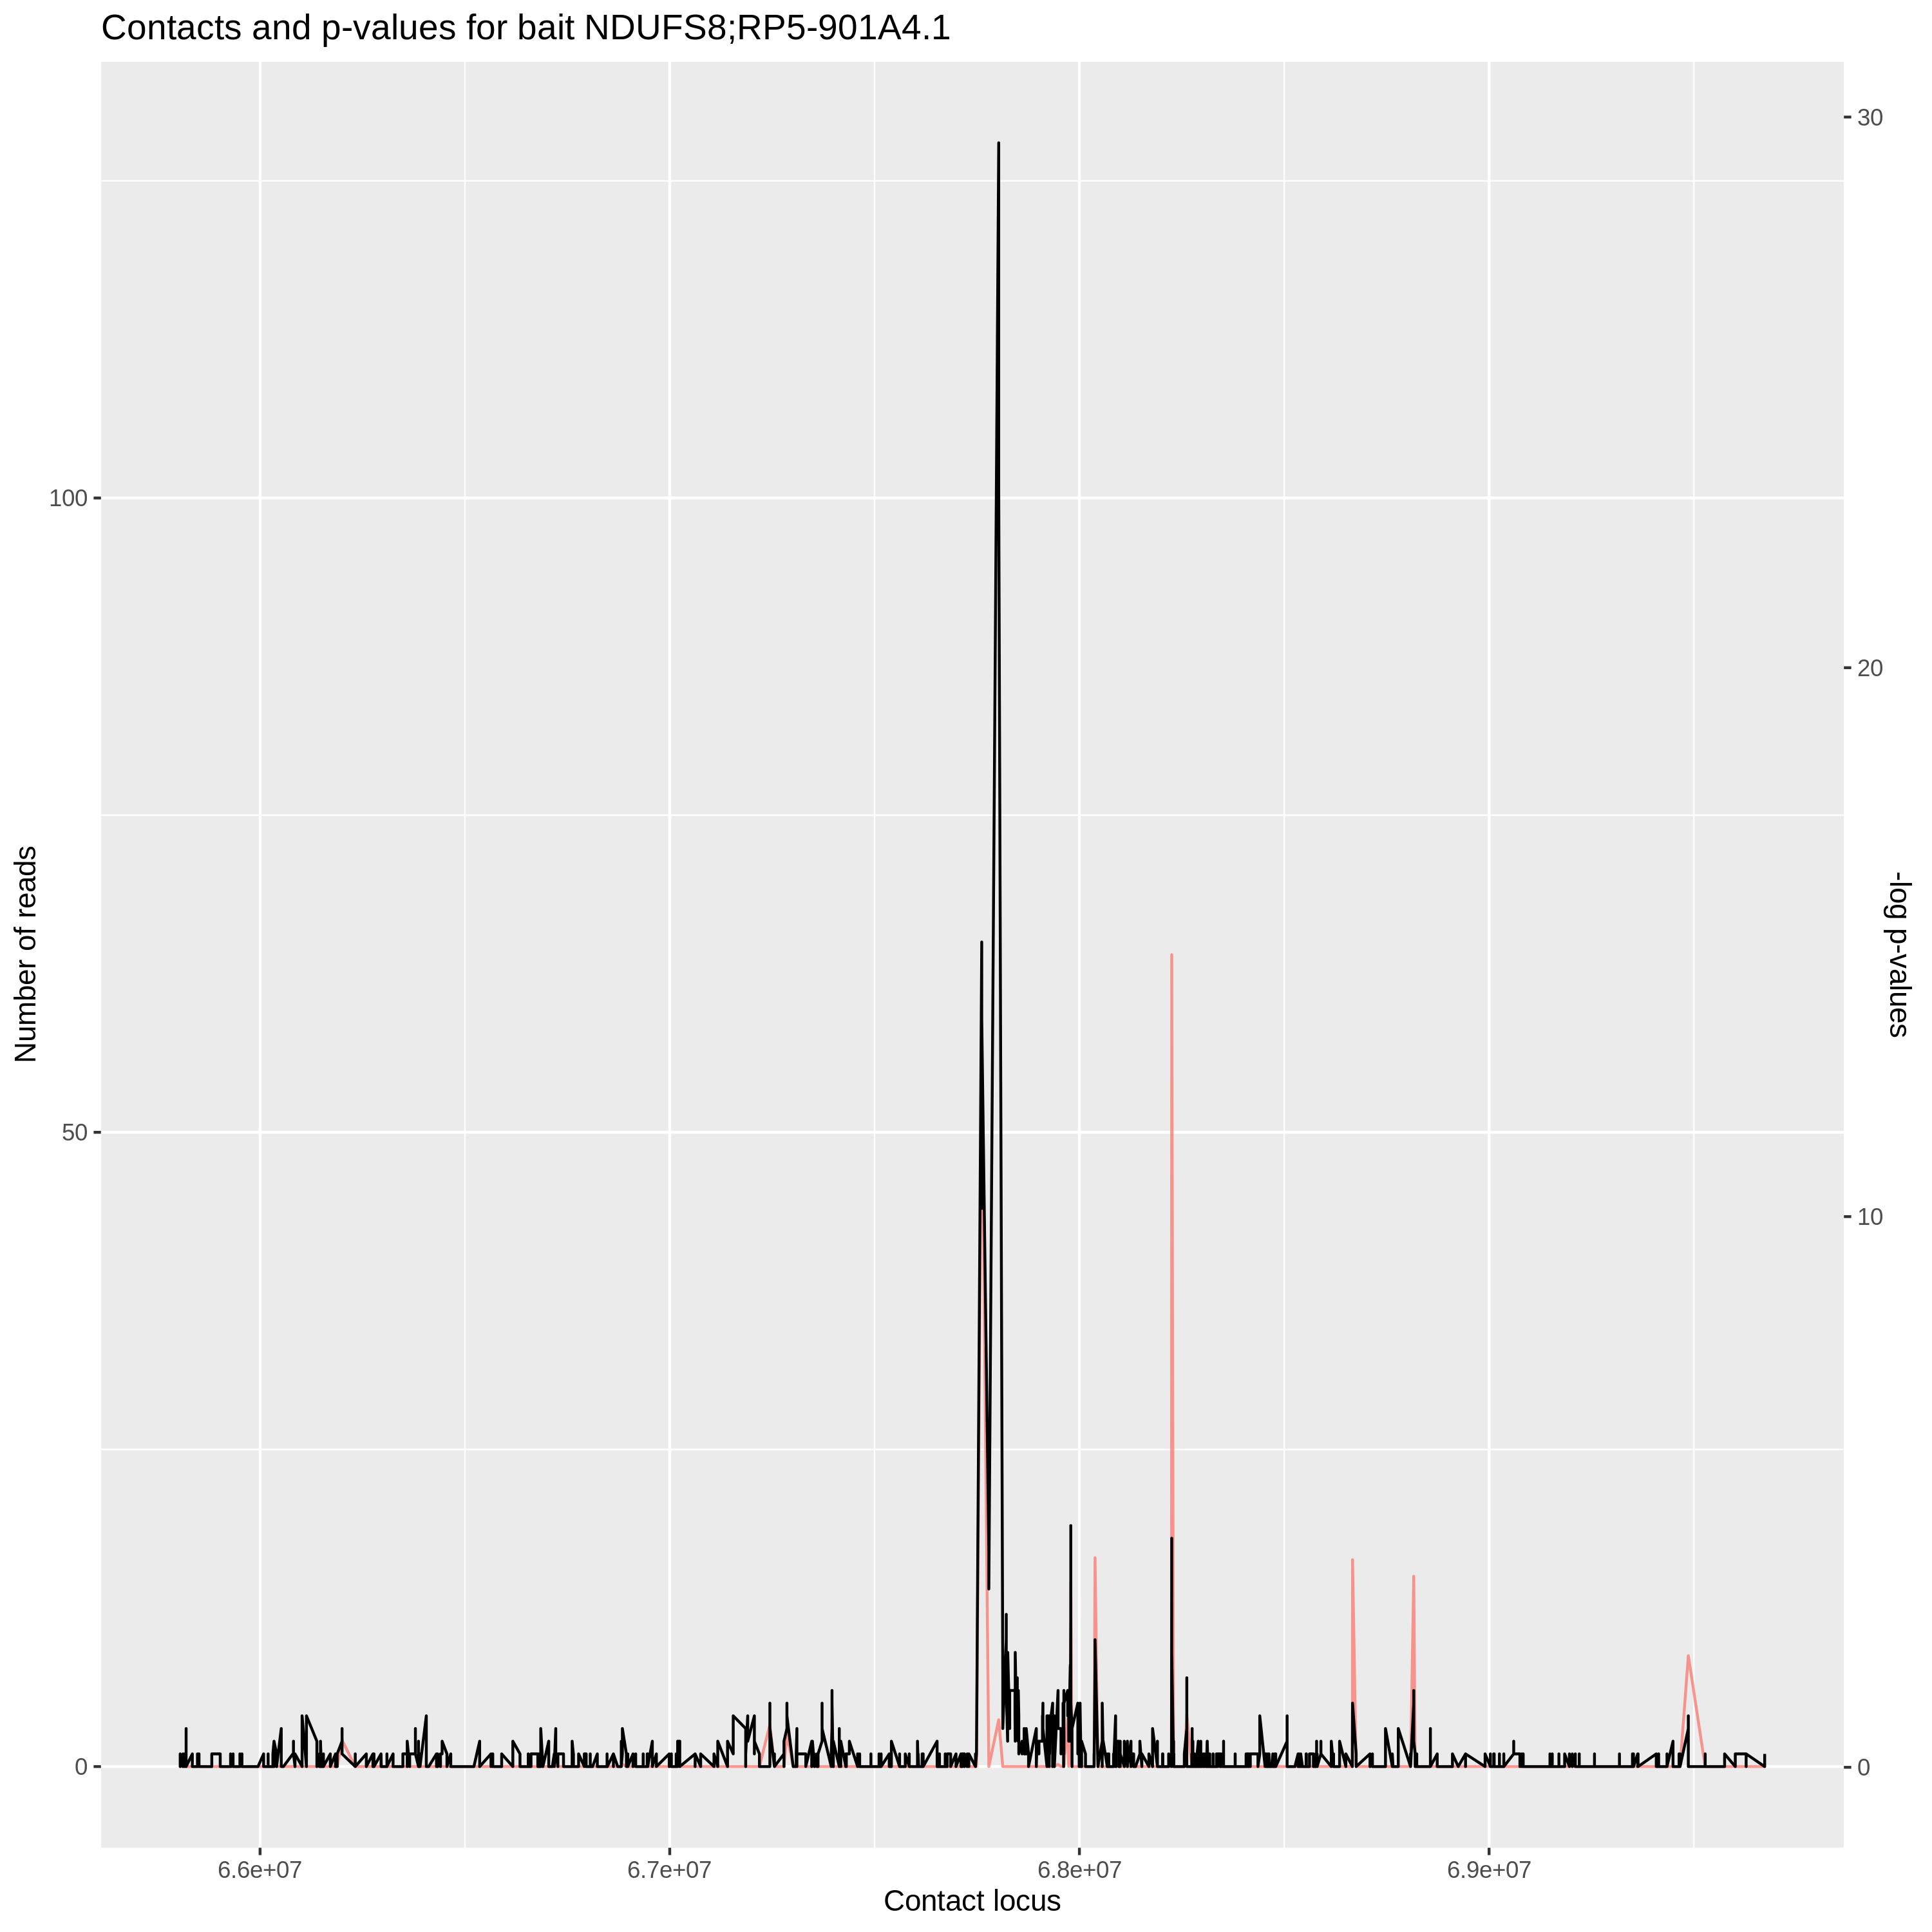 Contacts and p-values for bait NDUFS8;RP5-901A4.1
30
100
20
Number of reads
-log p-values
50
10
0
0
6.6e+07
6.7e+07
6.8e+07
6.9e+07
Contact locus